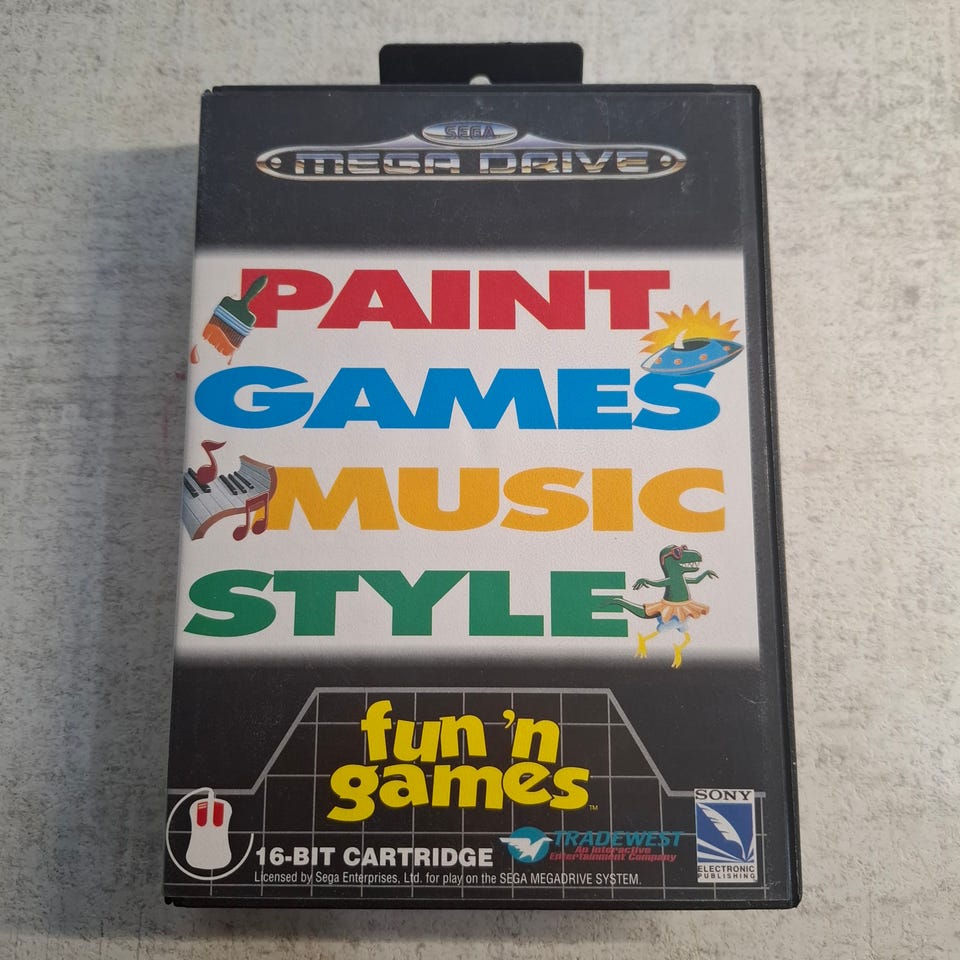 SEGA
MEGA DRIVE
PAINT
GAMES
MUSIC
STYLE
fun 'n
games™
16-BIT CARTRIDGE
Licensed by Sega Enterprises, Ltd. for play on the SEGA MEGADRIVE SYSTEM.
TRADEWEST
An Interactive
Entertainment Company
SONY
ELECTRONIC
PUBLISHING